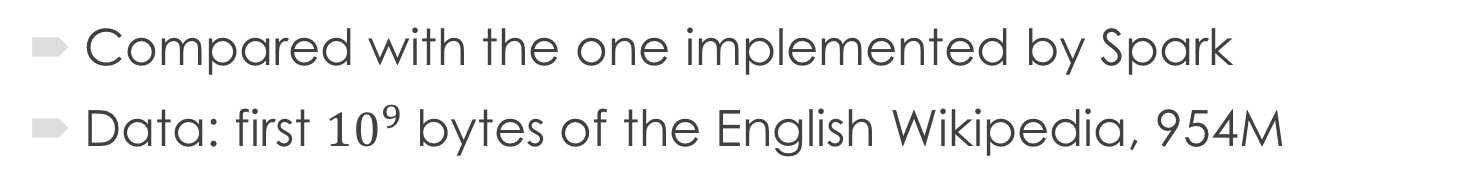 Compared with the one implemented by Spark
Data: first 10⁹ bytes of the English Wikipedia, 954M